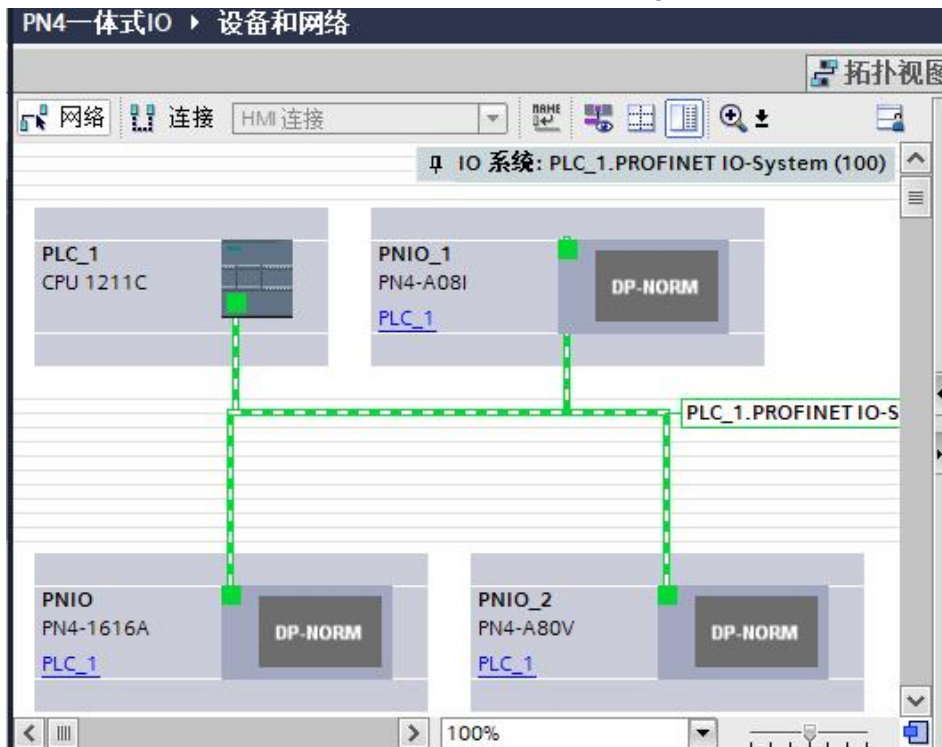 PN4一体式IO ▸ 设备和网络
拓扑视图
网络 连接 HMI 连接
IO 系统: PLC_1.PROFINET IO-System (100)
PLC_1
CPU 1211C
PNIO_1
PN4-A08I
DP-NORM
PLC_1
PLC_1.PROFINET IO-S
PNIO
PN4-1616A
DP-NORM
PLC_1
PNIO_2
PN4-A80V
DP-NORM
PLC_1
100%